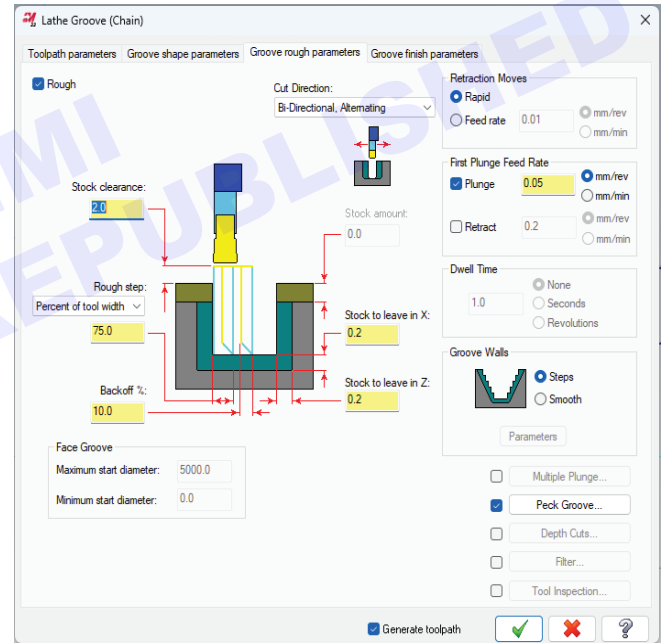 Lathe Groove (Chain)
Toolpath parameters Groove shape parameters Groove rough parameters Groove finish parameters
Rough
Cut Direction:
Bi-Directional, Alternating
Stock clearance:
2.0
Stock amount:
0.0
Rough step:
Percent of tool width
75.0
Stock to leave in X:
0.2
Backoff %:
10.0
Stock to leave in Z:
0.2
Face Groove
Maximum start diameter: 5000.0
Minimum start diameter: 0.0
Retraction Moves
Rapid
Feed rate 0.01 mm/rev
mm/min
First Plunge Feed Rate
Plunge 0.05 mm/rev
mm/min
Retract 0.2 mm/rev
mm/min
Dwell Time
1.0 None
Seconds
Revolutions
Groove Walls
Steps
Smooth
Parameters
Multiple Plunge...
Peck Groove...
Depth Cuts...
Filter...
Tool Inspection...
Generate toolpath
REPUBLISHED